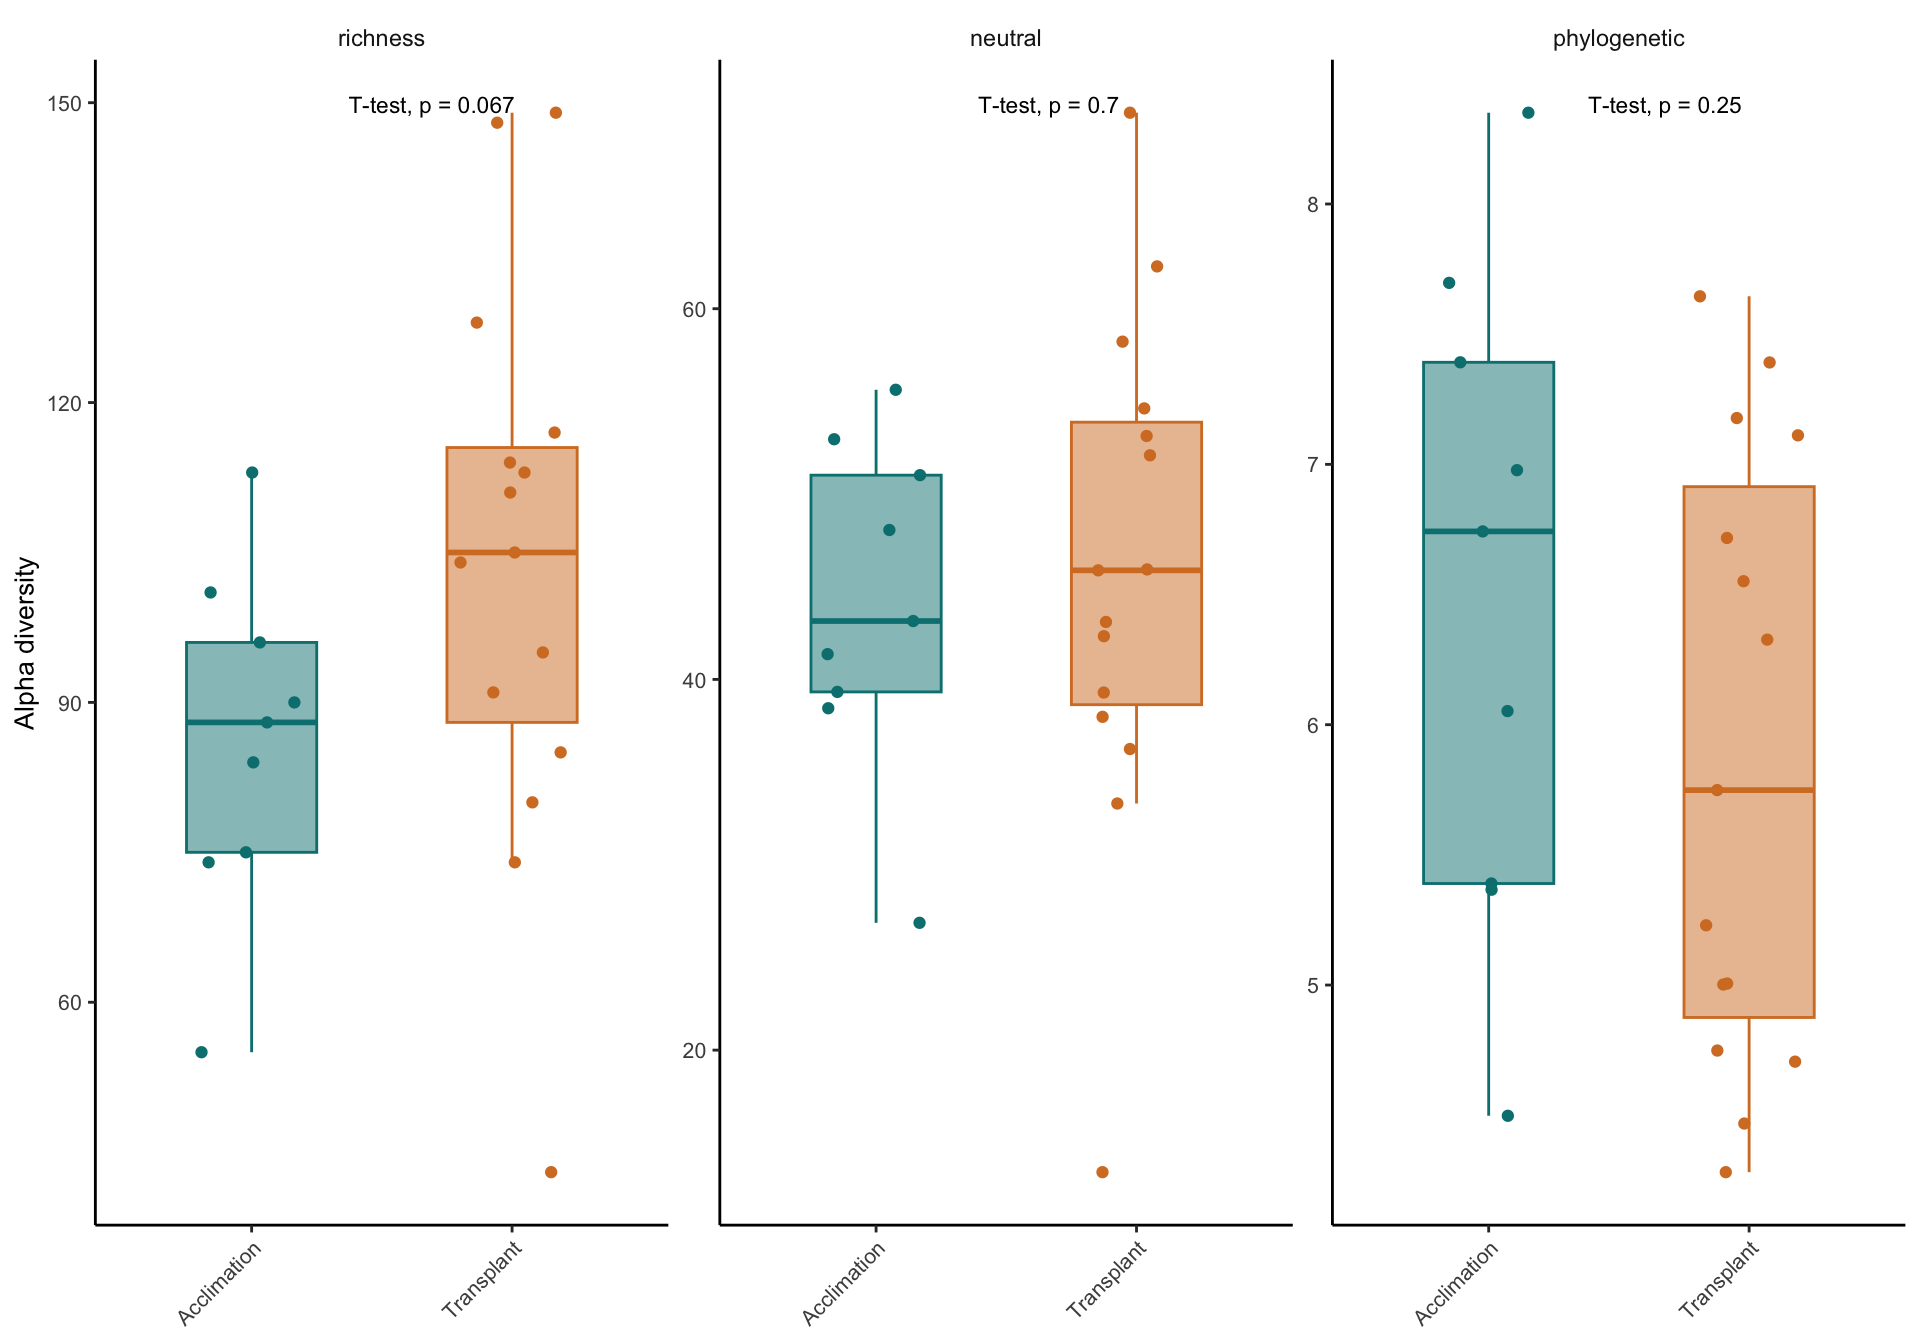 richness
neutral
phylogenetic
T-test, p = 0.067
T-test, p = 0.7
T-test, p = 0.25
Alpha diversity
150
120
90
60
60
40
20
8
7
6
5
Acclimation
Transplant
Acclimation
Transplant
Acclimation
Transplant